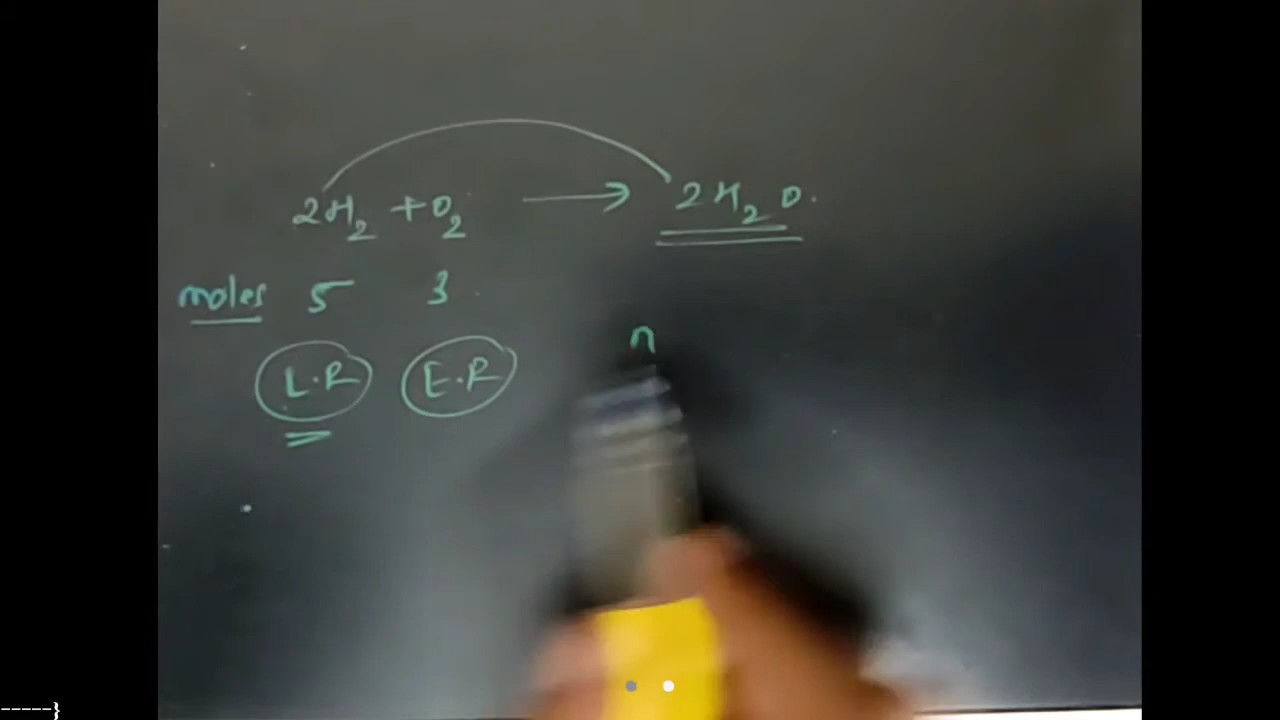 2H₂ + O₂ ⟶ 2H₂O.
moles 5 3
L.R E.R
n
-----}